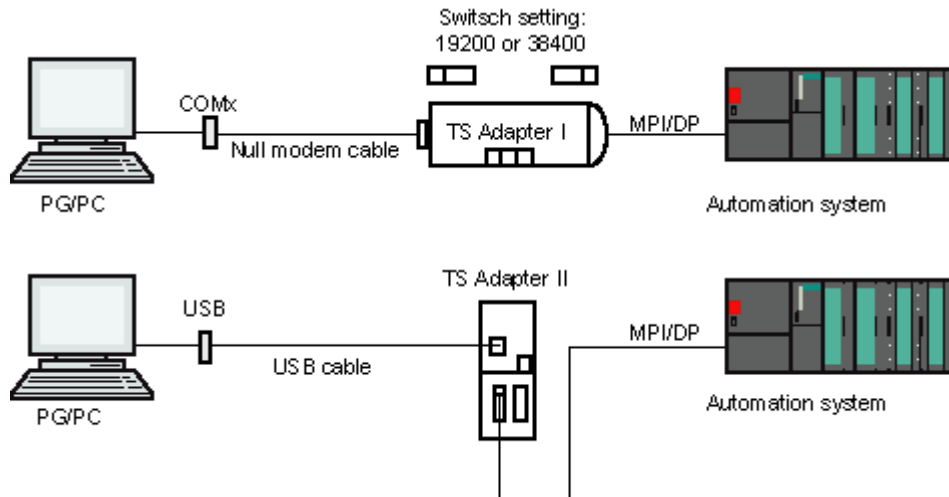 Switsch setting:
19200 or 38400
COMx
TS Adapter I
MPI/DP
Null modem cable
PG/PC
Automation system
TS Adapter II
USB
MPI/DP
USB cable
PG/PC
Automation system